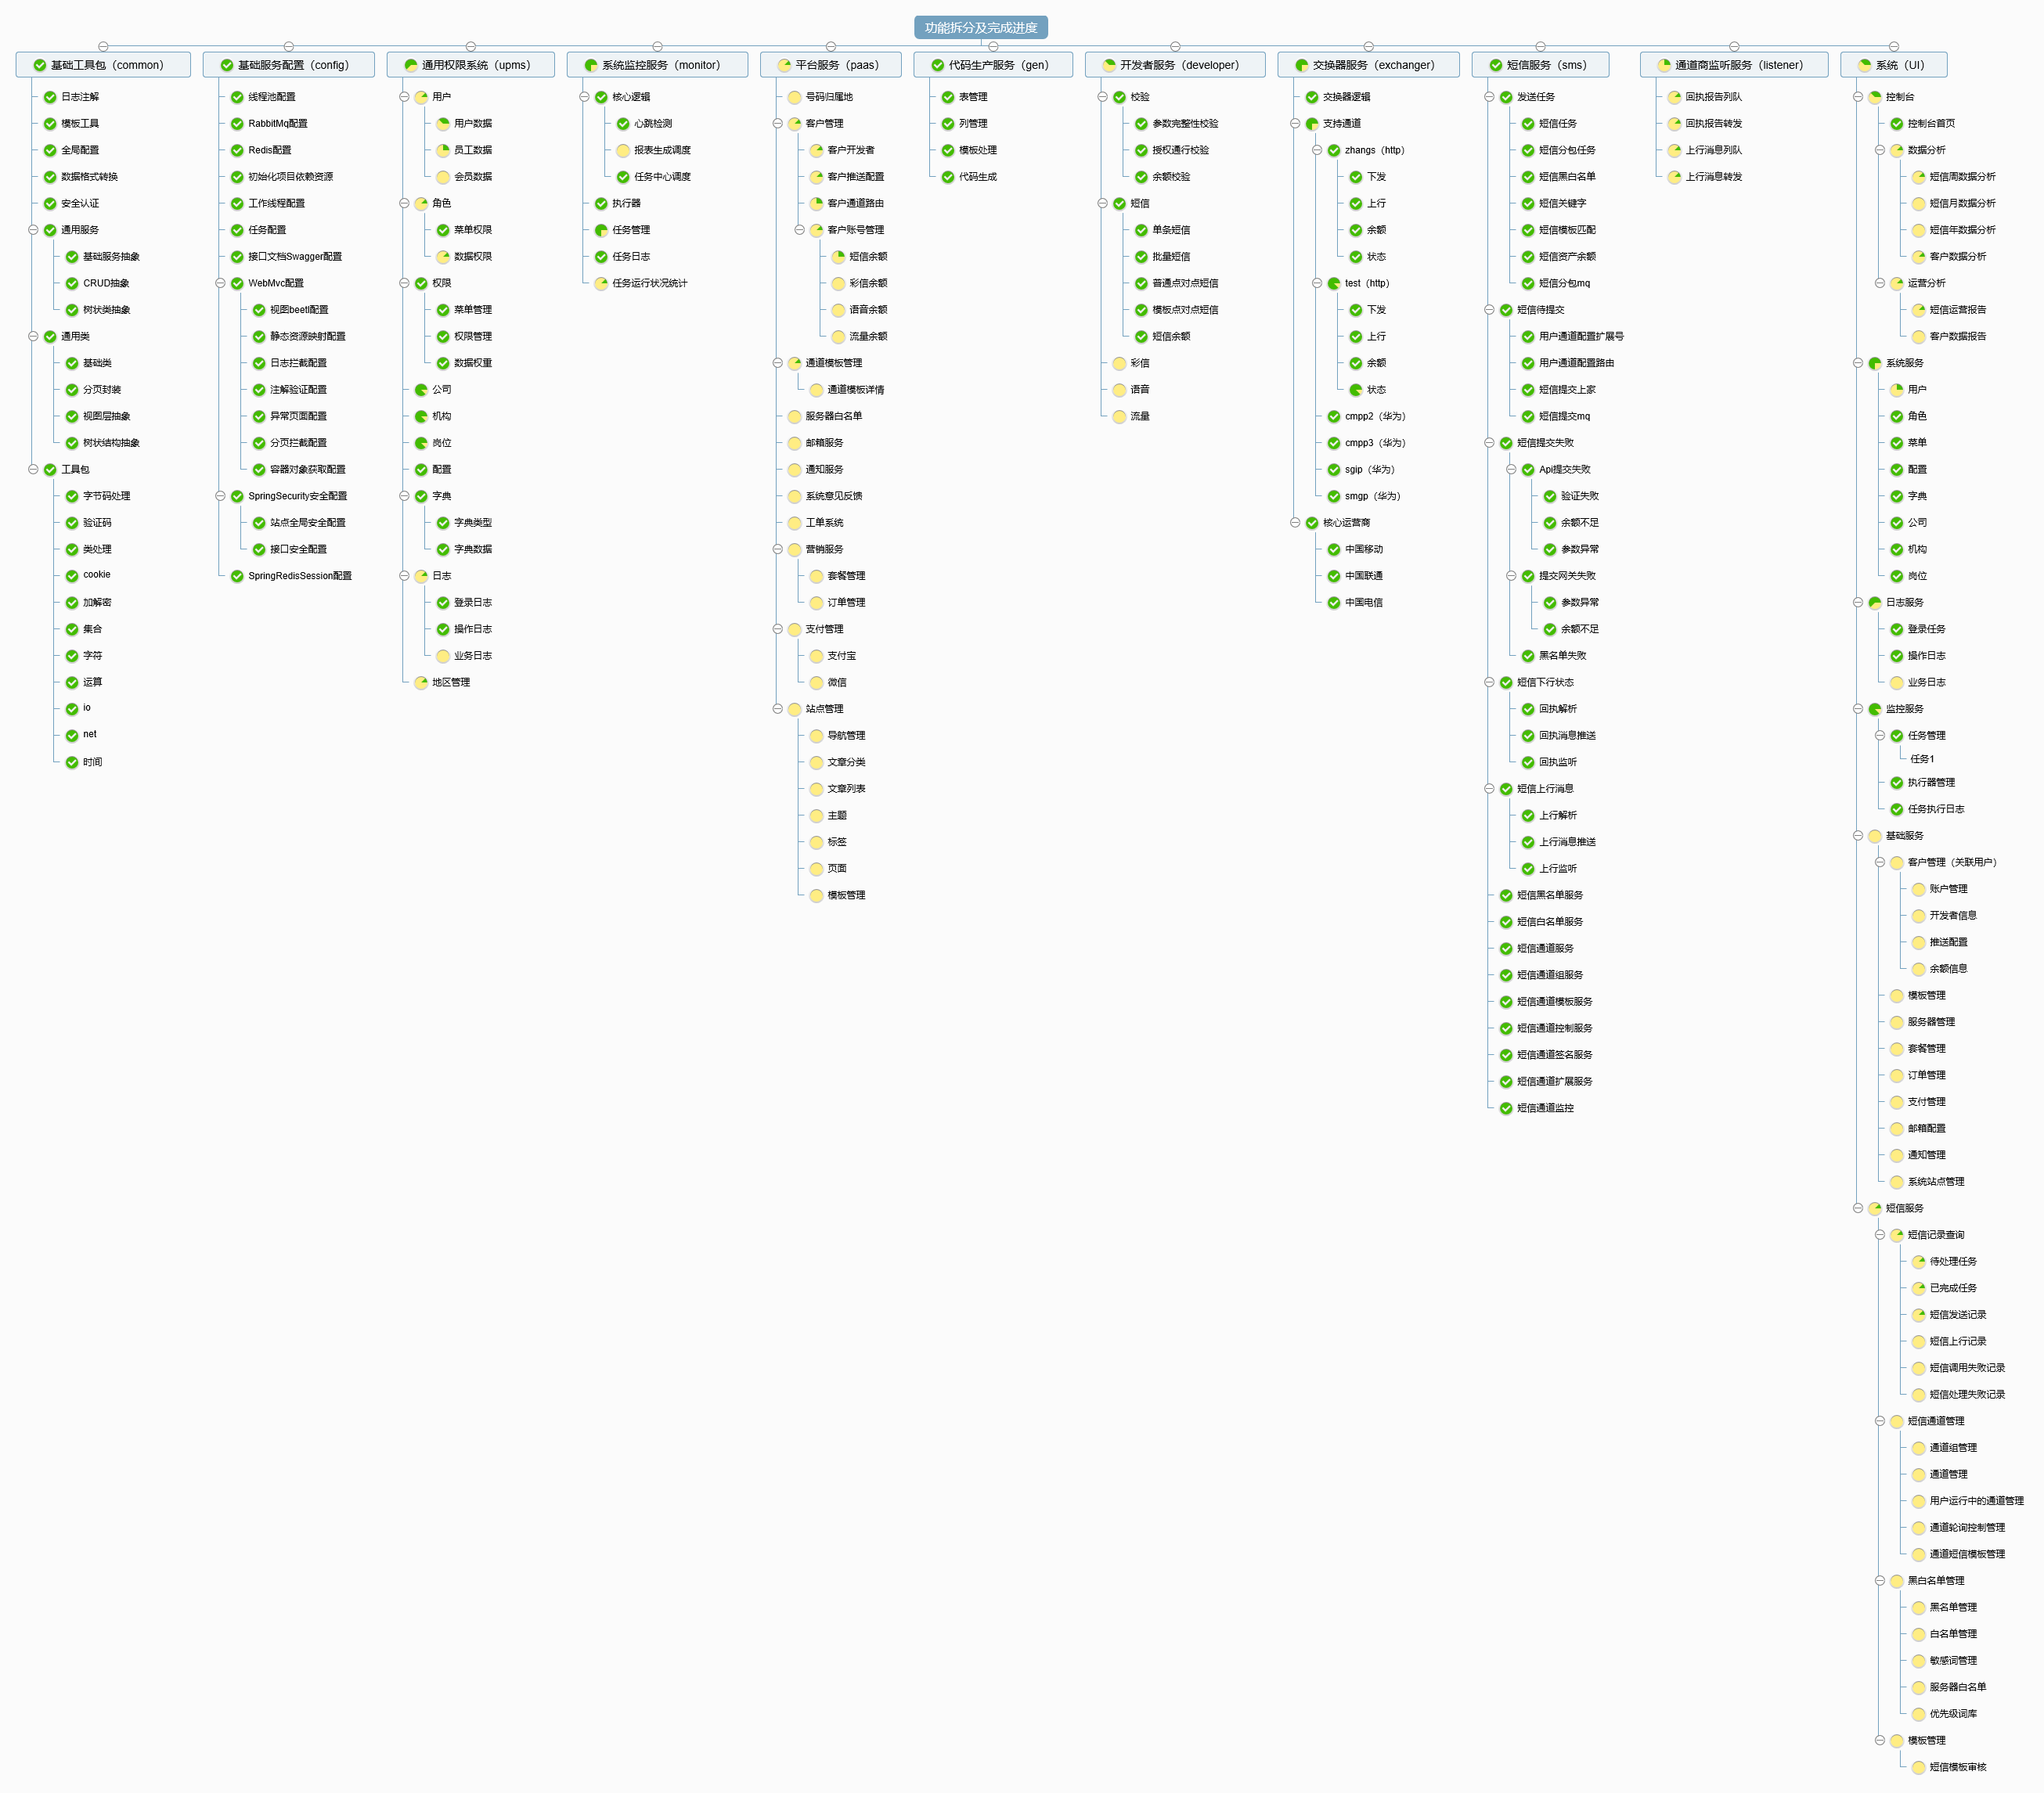 功能拆分及完成进度
基础工具包（common）
日志注解
模板工具
全局配置
数据格式转换
安全认证
通用服务
基础服务抽象
CRUD抽象
树状类抽象
通用类
基础类
分页封装
视图层抽象
树状结构抽象
工具包
字节码处理
验证码
类处理
cookie
加解密
集合
字符
运算
io
net
时间
基础服务配置（config）
线程池配置
RabbitMq配置
Redis配置
初始化项目依赖资源
工作线程配置
任务配置
接口文档Swagger配置
WebMvc配置
视图beetl配置
静态资源映射配置
日志拦截配置
注解验证配置
异常页面配置
分页拦截配置
容器对象获取配置
SpringSecurity安全配置
站点全局安全配置
接口安全配置
SpringRedisSession配置
通用权限系统（upms）
用户
用户数据
员工数据
会员数据
角色
菜单权限
数据权限
权限
菜单管理
权限管理
数据权重
公司
机构
岗位
配置
字典
字典类型
字典数据
日志
登录日志
操作日志
业务日志
地区管理
系统监控服务（monitor）
核心逻辑
心跳检测
报表生成调度
任务中心调度
执行器
任务管理
任务日志
任务运行状况统计
平台服务（paas）
号码归属地
客户管理
客户开发者
客户推送配置
客户通道路由
客户账号管理
短信余额
彩信余额
语音余额
流量余额
通道模板管理
通道模板详情
服务器白名单
邮箱服务
通知服务
系统意见反馈
工单系统
营销服务
套餐管理
订单管理
支付管理
支付宝
微信
站点管理
导航管理
文章分类
文章列表
主题
标签
页面
模板管理
代码生产服务（gen）
表管理
列管理
模板处理
代码生成
开发者服务（developer）
校验
参数完整性校验
授权通行校验
余额校验
短信
单条短信
批量短信
普通点对点短信
模板点对点短信
短信余额
彩信
语音
流量
交换器服务（exchanger）
交换器逻辑
支持通道
zhangs（http）
下发
上行
余额
状态
test（http）
下发
上行
余额
状态
cmpp2（华为）
cmpp3（华为）
sgip（华为）
smgp（华为）
核心运营商
中国移动
中国联通
中国电信
短信服务（sms）
发送任务
短信任务
短信分包任务
短信黑白名单
短信关键字
短信模板匹配
短信资产余额
短信分包mq
短信待提交
用户通道配置扩展号
用户通道配置路由
短信提交上家
短信提交mq
短信提交失败
Api提交失败
验证失败
余额不足
参数异常
提交网关失败
参数异常
余额不足
黑名单失败
短信下行状态
回执解析
回执消息推送
回执监听
短信上行消息
上行解析
上行消息推送
上行监听
短信黑名单服务
短信白名单服务
短信通道服务
短信通道组服务
短信通道模板服务
短信通道控制服务
短信通道签名服务
短信通道扩展服务
短信通道监控
通道商监听服务（listener）
回执报告列队
回执报告转发
上行消息列队
上行消息转发
系统（UI）
控制台
控制台首页
数据分析
短信周数据分析
短信月数据分析
短信年数据分析
客户数据分析
运营分析
短信运营报告
客户数据报告
系统服务
用户
角色
菜单
配置
字典
公司
机构
岗位
日志服务
登录任务
操作日志
业务日志
监控服务
任务管理
任务1
执行器管理
任务执行日志
基础服务
客户管理（关联用户）
账户管理
开发者信息
推送配置
余额信息
模板管理
服务器管理
套餐管理
订单管理
支付管理
邮箱配置
通知管理
系统站点管理
短信服务
短信记录查询
待处理任务
已完成任务
短信发送记录
短信上行记录
短信调用失败记录
短信处理失败记录
短信通道管理
通道组管理
通道管理
用户运行中的通道管理
通道轮询控制管理
通道短信模板管理
黑白名单管理
黑名单管理
白名单管理
敏感词管理
服务器白名单
优先级词库
模板管理
短信模板审核